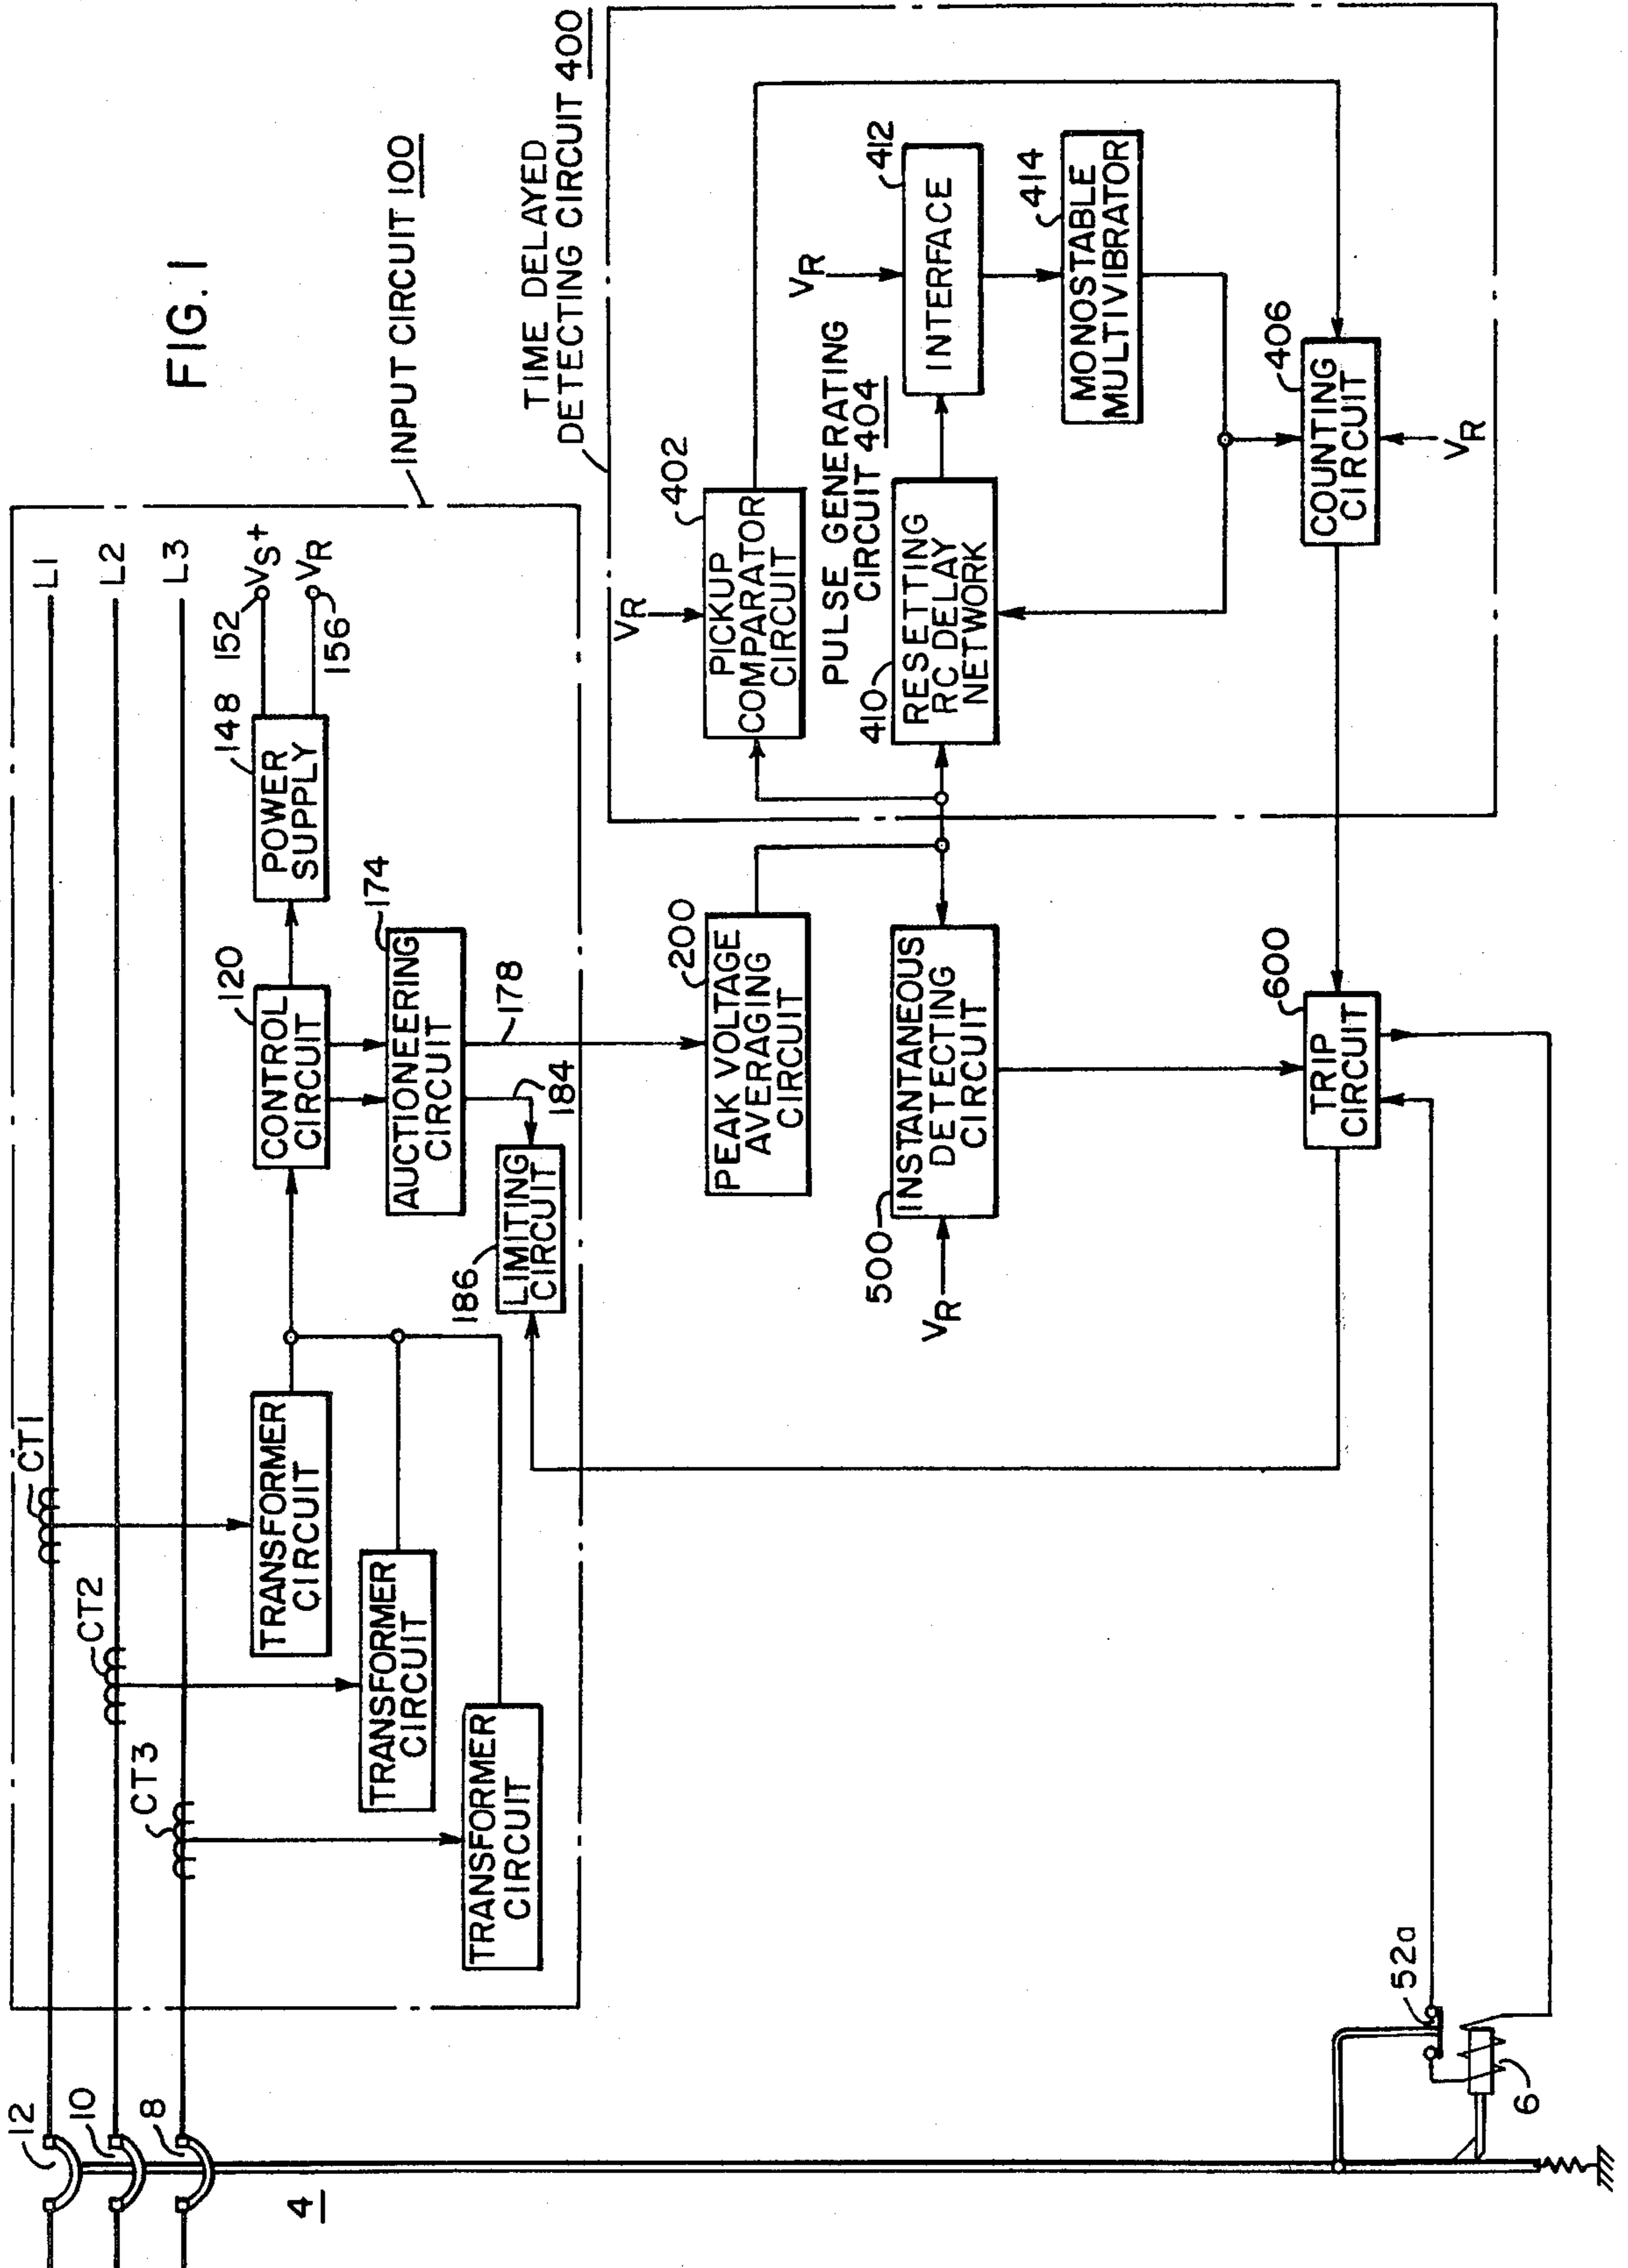 FIG. 1
INPUT CIRCUIT 100
TIME DELAYED
DETECTING CIRCUIT 400
12
10
8
4
CT1
CT2
CT3
L1
L2
L3
TRANSFORMER
CIRCUIT
TRANSFORMER
CIRCUIT
TRANSFORMER
CIRCUIT
120
CONTROL
CIRCUIT
148
POWER
SUPPLY
152
VS+
156
VR
174
AUCTIONEERING
CIRCUIT
178
184
186
LIMITING
CIRCUIT
200
PEAK VOLTAGE
AVERAGING
CIRCUIT
500
INSTANTANEOUS
DETECTING
CIRCUIT
VR
VR
402
PICKUP
COMPARATOR
CIRCUIT
PULSE GENERATING
CIRCUIT 404
410
RESETTING
RC DELAY
NETWORK
VR
412
INTERFACE
414
MONOSTABLE
MULTIVIBRATOR
406
COUNTING
CIRCUIT
VR
600
TRIP
CIRCUIT
52a
6